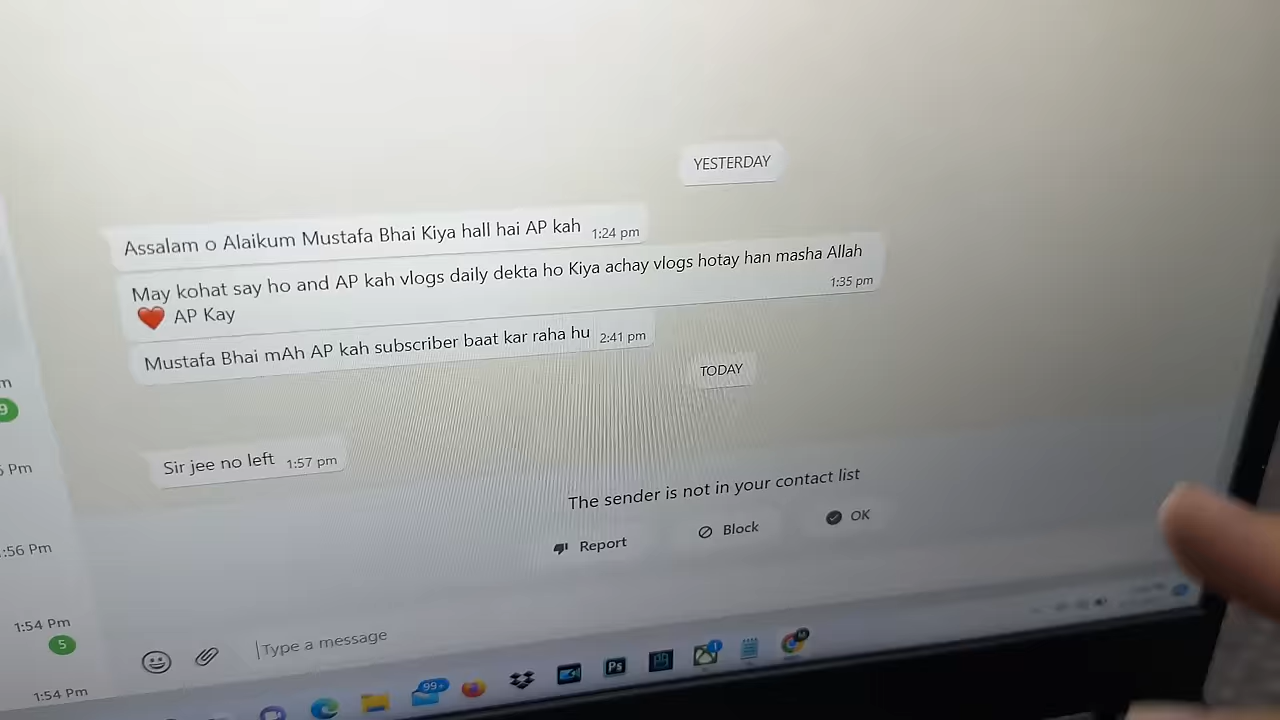 YESTERDAY
Assalam o Alaikum Mustafa Bhai Kiya hall hai AP kah 1:24 pm
May kohat say ho and AP kah vlogs daily dekta ho Kiya achay vlogs hotay han masha Allah
❤️ AP Kay 1:35 pm
Mustafa Bhai mAh AP kah subscriber baat kar raha hu 2:41 pm
TODAY
Sir jee no left 1:57 pm
The sender is not in your contact list
Report Block OK
m
9
Pm
:56 Pm
1:54 Pm
5
1:54 Pm
Type a message
99+
Ps
1